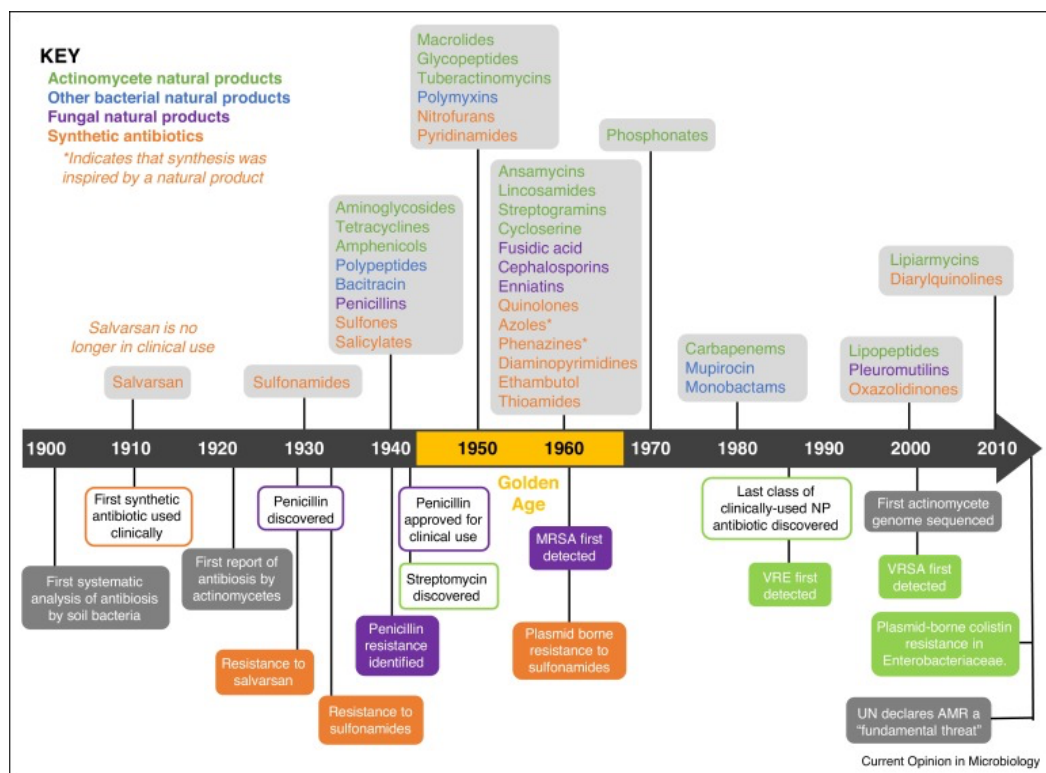 KEY
Actinomycete natural products
Other bacterial natural products
Fungal natural products
Synthetic antibiotics
*Indicates that synthesis was
inspired by a natural product
Salvarsan is no
longer in clinical use
Salvarsan
Sulfonamides
Aminoglycosides
Tetracyclines
Amphenicols
Polypeptides
Bacitracin
Penicillins
Sulfones
Salicylates
Macrolides
Glycopeptides
Tuberactinomycins
Polymyxins
Nitrofurans
Pyridinamides
Ansamycins
Lincosamides
Streptogramins
Cycloserine
Fusidic acid
Cephalosporins
Enniatins
Quinolones
Azoles*
Phenazines*
Diaminopyrimidines
Ethambutol
Thioamides
Phosphonates
Carbapenems
Mupirocin
Monobactams
Lipopeptides
Pleuromutilins
Oxazolidinones
Lipiarmycins
Diarylquinolines
1900 1910 1920 1930 1940 1950 1960 1970 1980 1990 2000 2010
Golden
Age
First systematic
analysis of antibiosis
by soil bacteria
First synthetic
antibiotic used
clinically
First report of
antibiosis by
actinomycetes
Penicillin
discovered
Resistance to
salvarsan
Resistance to
sulfonamides
Penicillin
resistance
identified
Penicillin
approved for
clinical use
Streptomycin
discovered
MRSA first
detected
Plasmid borne
resistance to
sulfonamides
Last class of
clinically-used NP
antibiotic discovered
VRE first
detected
First actinomycete
genome sequenced
VRSA first
detected
Plasmid-borne colistin
resistance in
Enterobacteriaceae.
UN declares AMR a
“fundamental threat”
Current Opinion in Microbiology